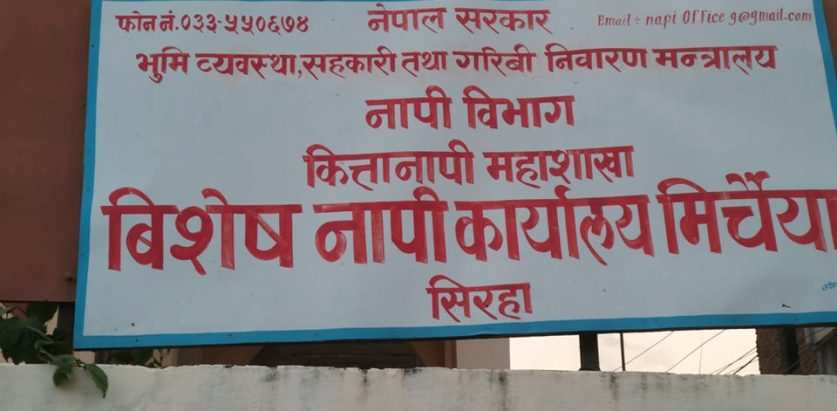 फोन नं.०३३-५५०६७४ नेपाल सरकार Email ÷ napi Office 9@gmail.com
भुमि व्यवस्था,सहकारी तथा गरिबी निवारण मन्त्रालय
नापी विभाग
कित्तानापी महाशाखा
बिशेष नापी कार्यालय मिर्चैया
सिरहा